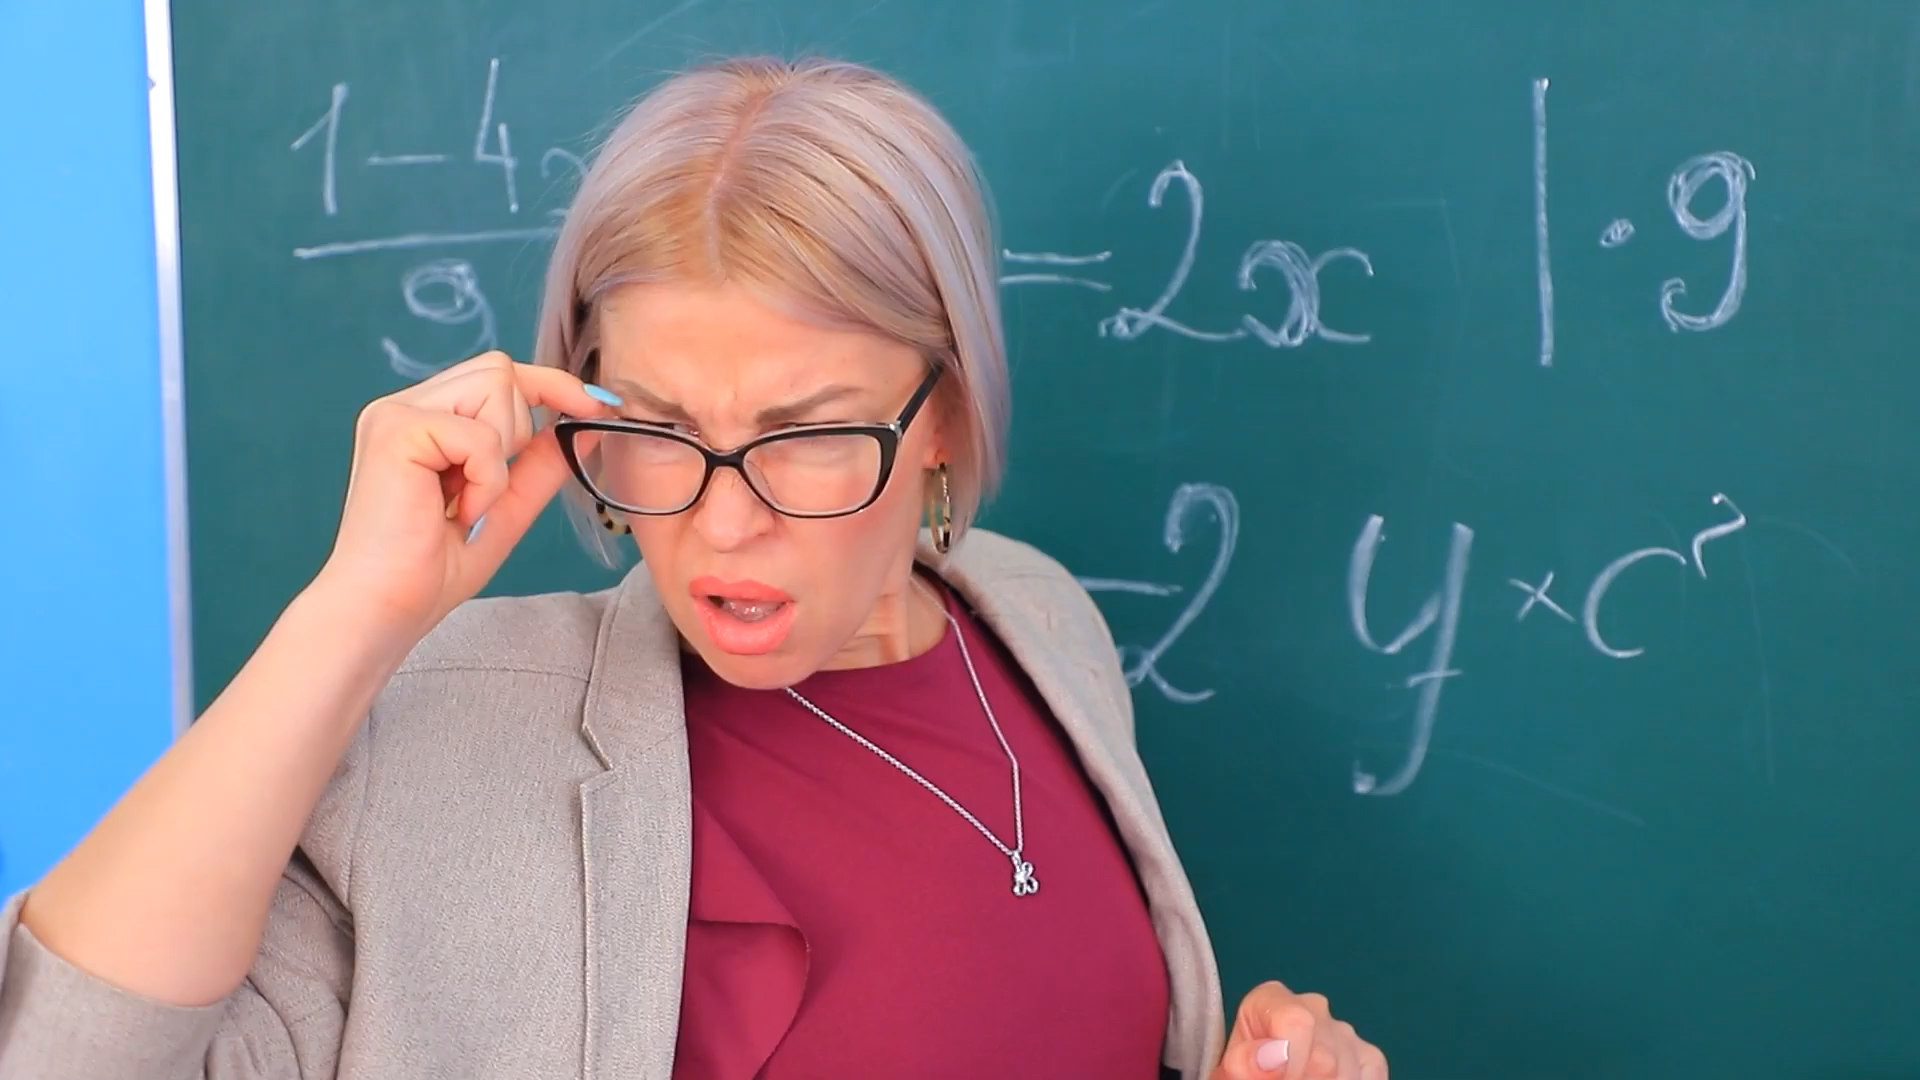 1-4
9
=2x | · 9
-2 y × c²